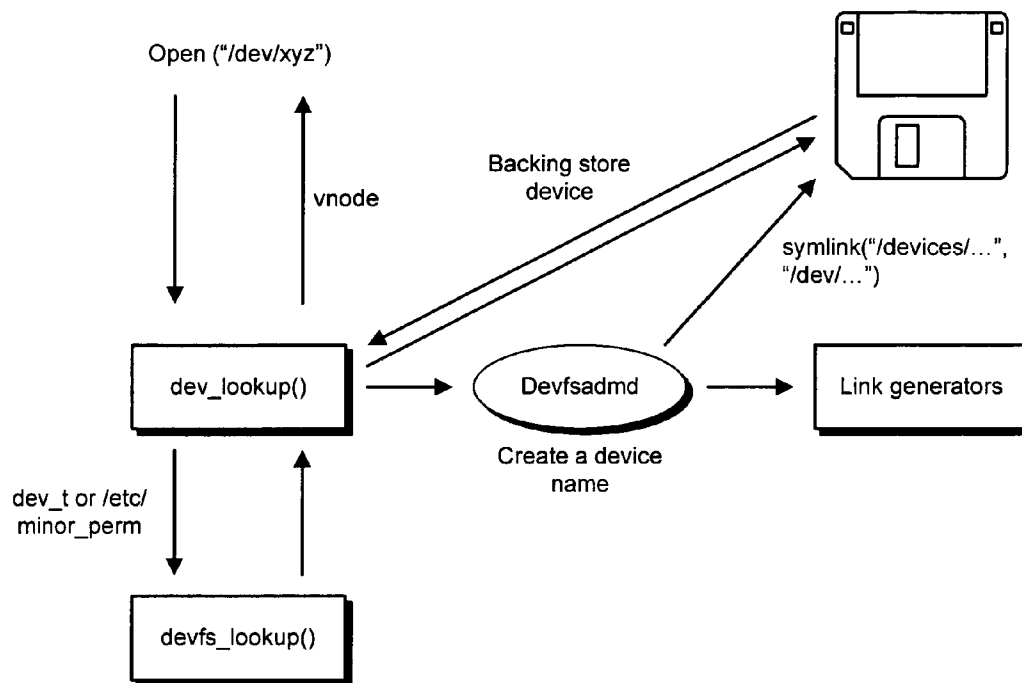 Open (“/dev/xyz”)
vnode
Backing store
device
symlink(“/devices/…”,
“/dev/…”)
dev_lookup()
Devfsadmd
Link generators
Create a device
name
dev_t or /etc/
minor_perm
devfs_lookup()